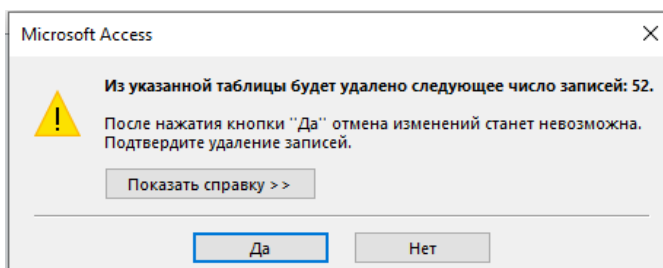 Microsoft Access
Из указанной таблицы будет удалено следующее число записей: 52.
После нажатия кнопки "Да" отмена изменений станет невозможна.
Подтвердите удаление записей.
Показать справку >>
Да
Нет